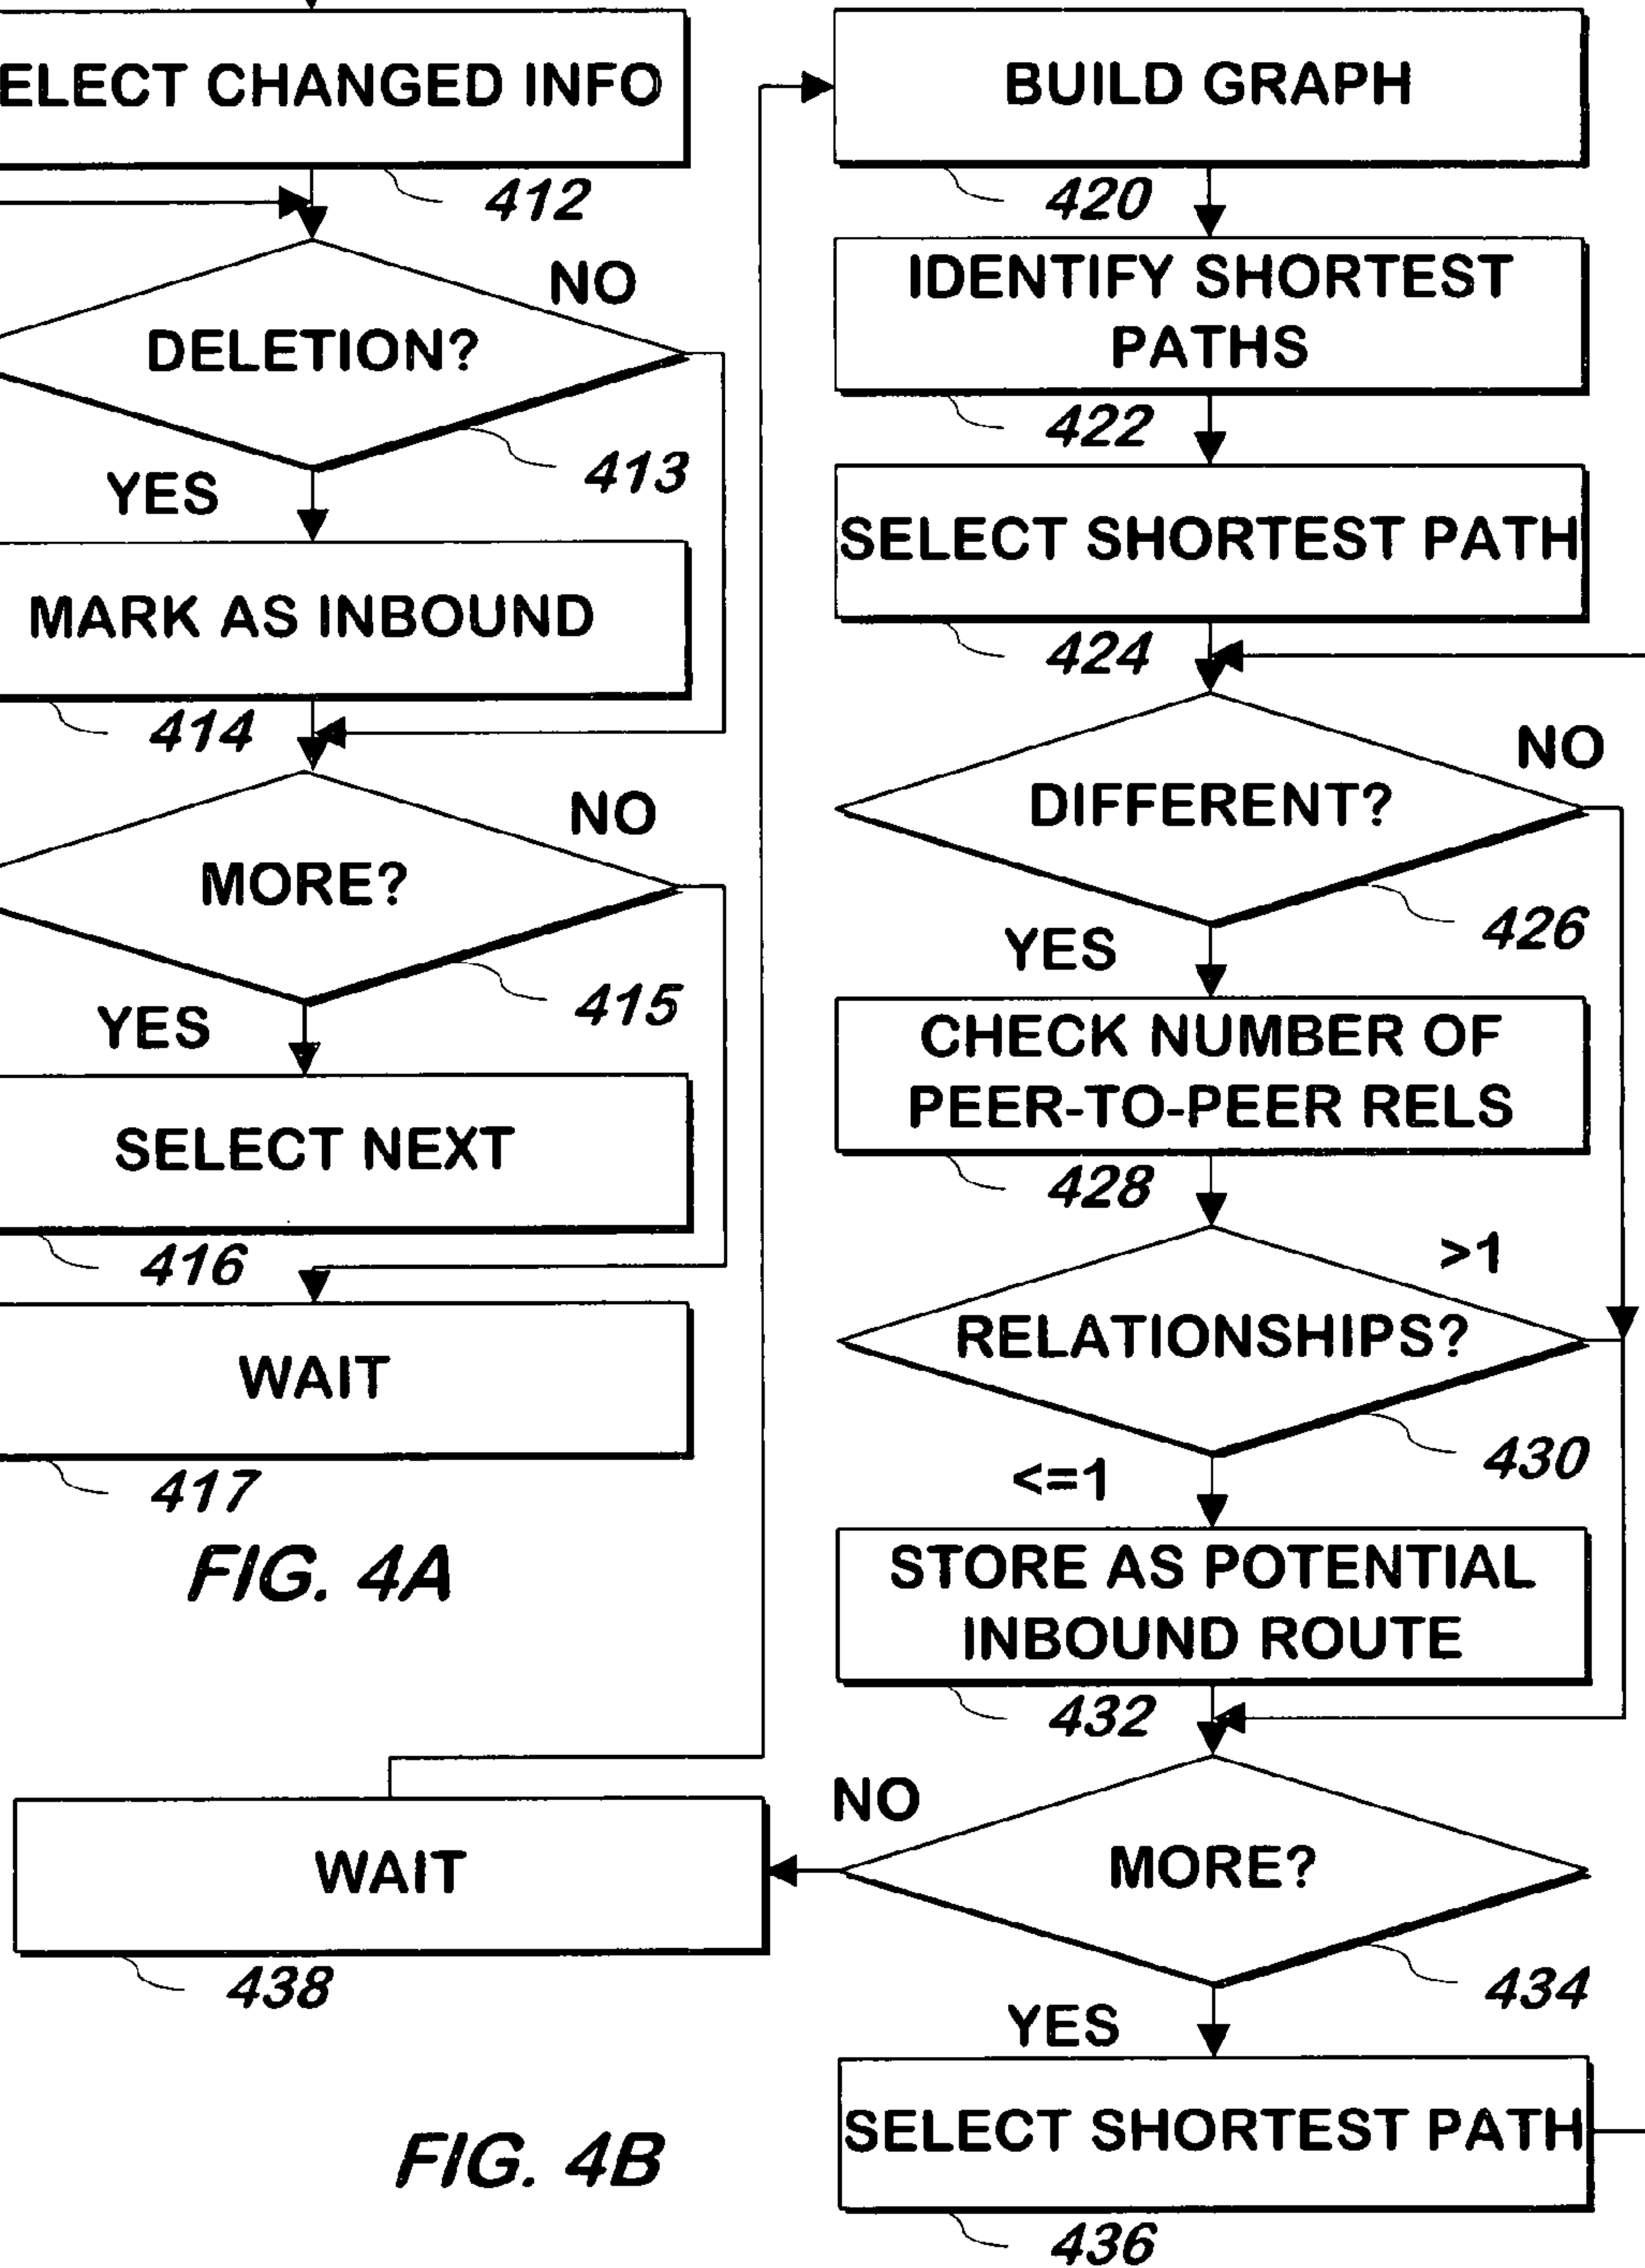 ELECT CHANGED INFO
412
NO
DELETION?
413
YES
MARK AS INBOUND
414
NO
MORE?
415
YES
SELECT NEXT
416
WAIT
417
FIG. 4A
BUILD GRAPH
420
IDENTIFY SHORTEST
PATHS
422
SELECT SHORTEST PATH
424
NO
DIFFERENT?
426
YES
CHECK NUMBER OF
PEER-TO-PEER RELS
428
>1
RELATIONSHIPS?
430
<=1
STORE AS POTENTIAL
INBOUND ROUTE
432
NO
MORE?
434
WAIT
438
YES
SELECT SHORTEST PATH
436
FIG. 4B